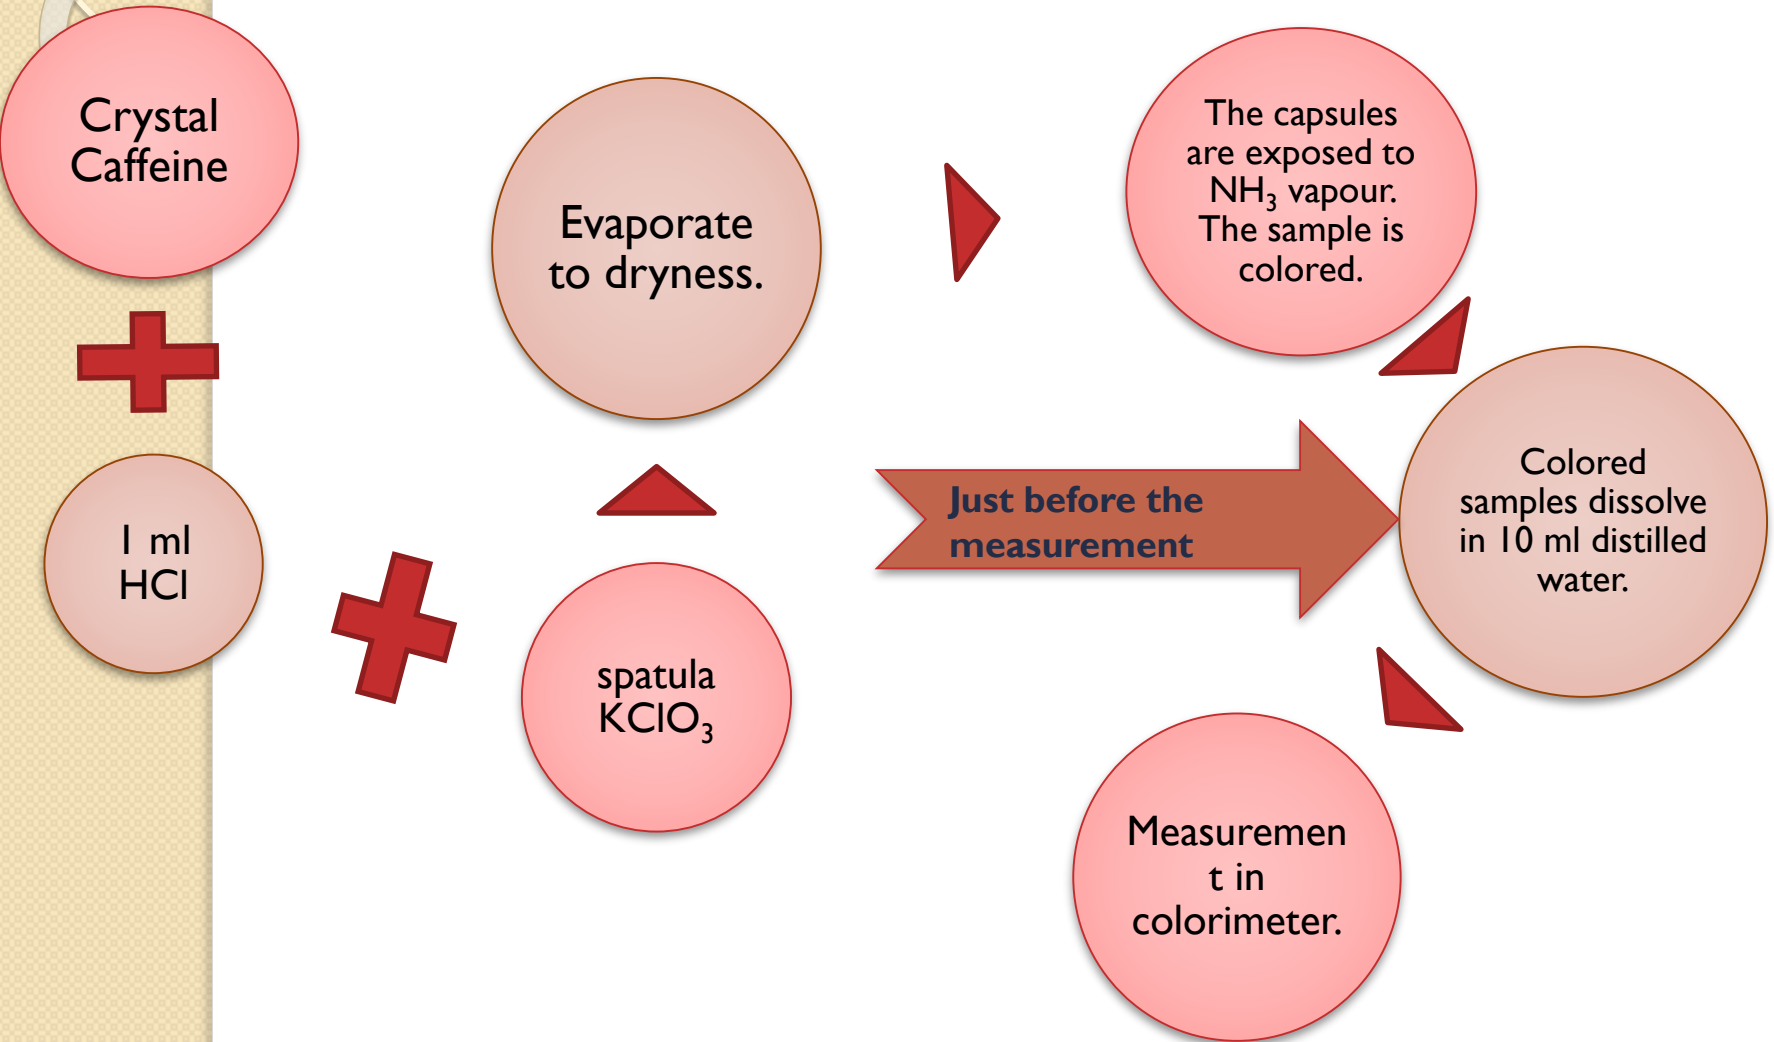 Crystal
Caffeine
1 ml
HCl
spatula
KClO₃
Evaporate
to dryness.
The capsules
are exposed to
NH₃ vapour.
The sample is
colored.
Just before the
measurement
Colored
samples dissolve
in 10 ml distilled
water.
Measuremen
t in
colorimeter.